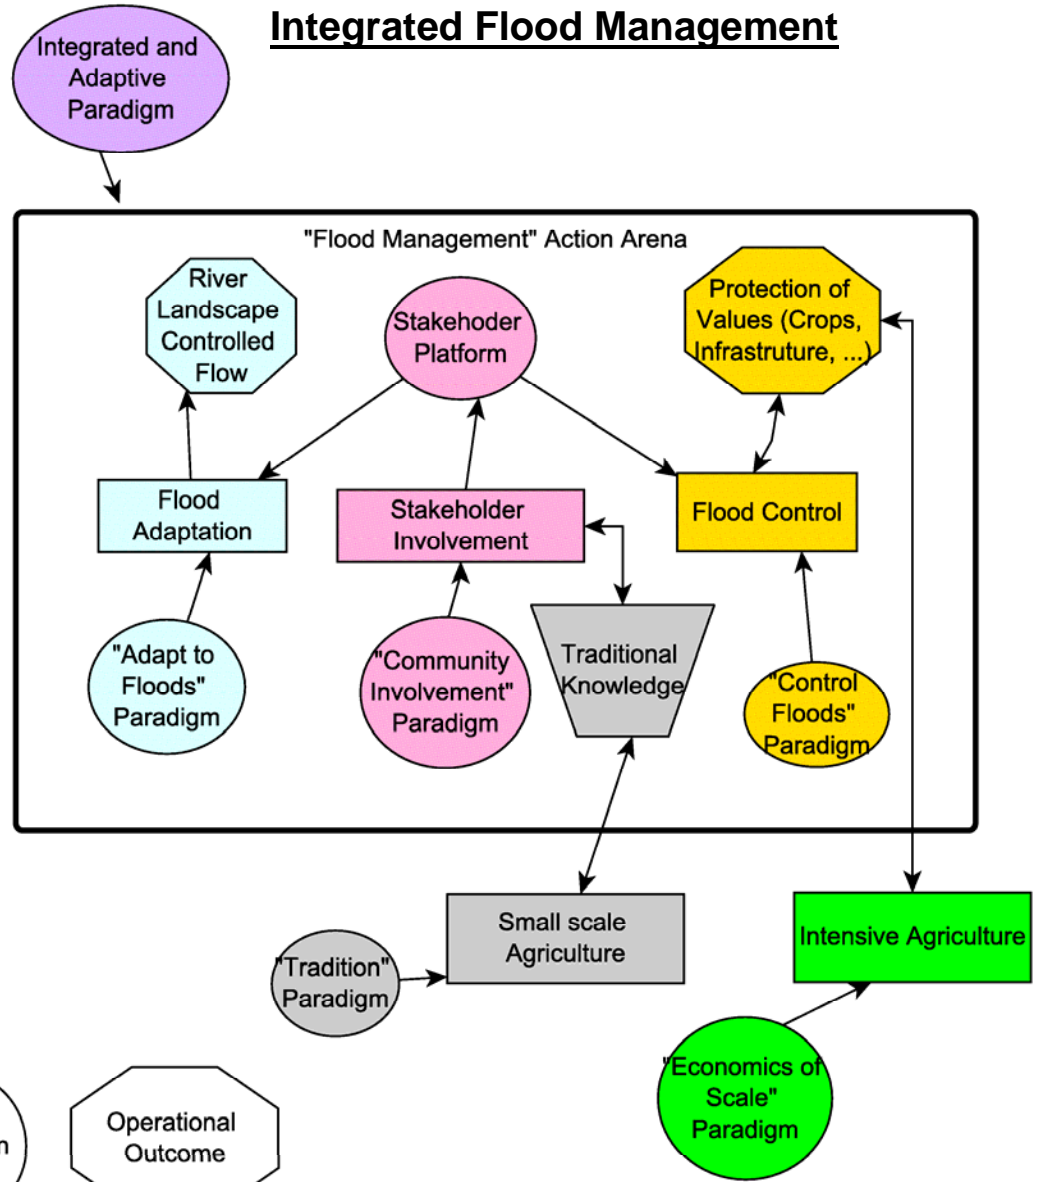 Integrated Flood Management
Integrated and
Adaptive
Paradigm
"Flood Management" Action Arena
River
Landscape
Controlled
Flow
Stakehoder
Platform
Protection of
Values (Crops,
Infrastruture, ...)
Flood
Adaptation
Stakeholder
Involvement
Flood Control
"Adapt to
Floods"
Paradigm
"Community
Involvement"
Paradigm
Traditional
Knowledge
"Control
Floods"
Paradigm
Small scale
Agriculture
Intensive Agriculture
"Tradition"
Paradigm
"Economics of
Scale"
Paradigm
Operational
Outcome